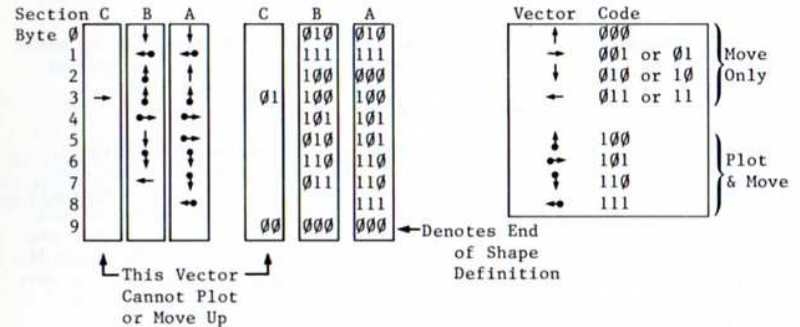 Section C B A C B A Vector Code
Byte Ø Ø1Ø Ø1Ø ØØØ
1 111 111 ØØ1 or Ø1 Move
2 1ØØ ØØØ Ø1Ø or 1Ø Only
3 Ø1 1ØØ 1ØØ Ø11 or 11
4 1Ø1 1Ø1
5 Ø1Ø 1Ø1 1ØØ
6 11Ø 11Ø 1Ø1 Plot
7 Ø11 11Ø 11Ø & Move
8 111 111
9 ØØ ØØØ ØØØ Denotes End
of Shape
Definition
This Vector
Cannot Plot
or Move Up